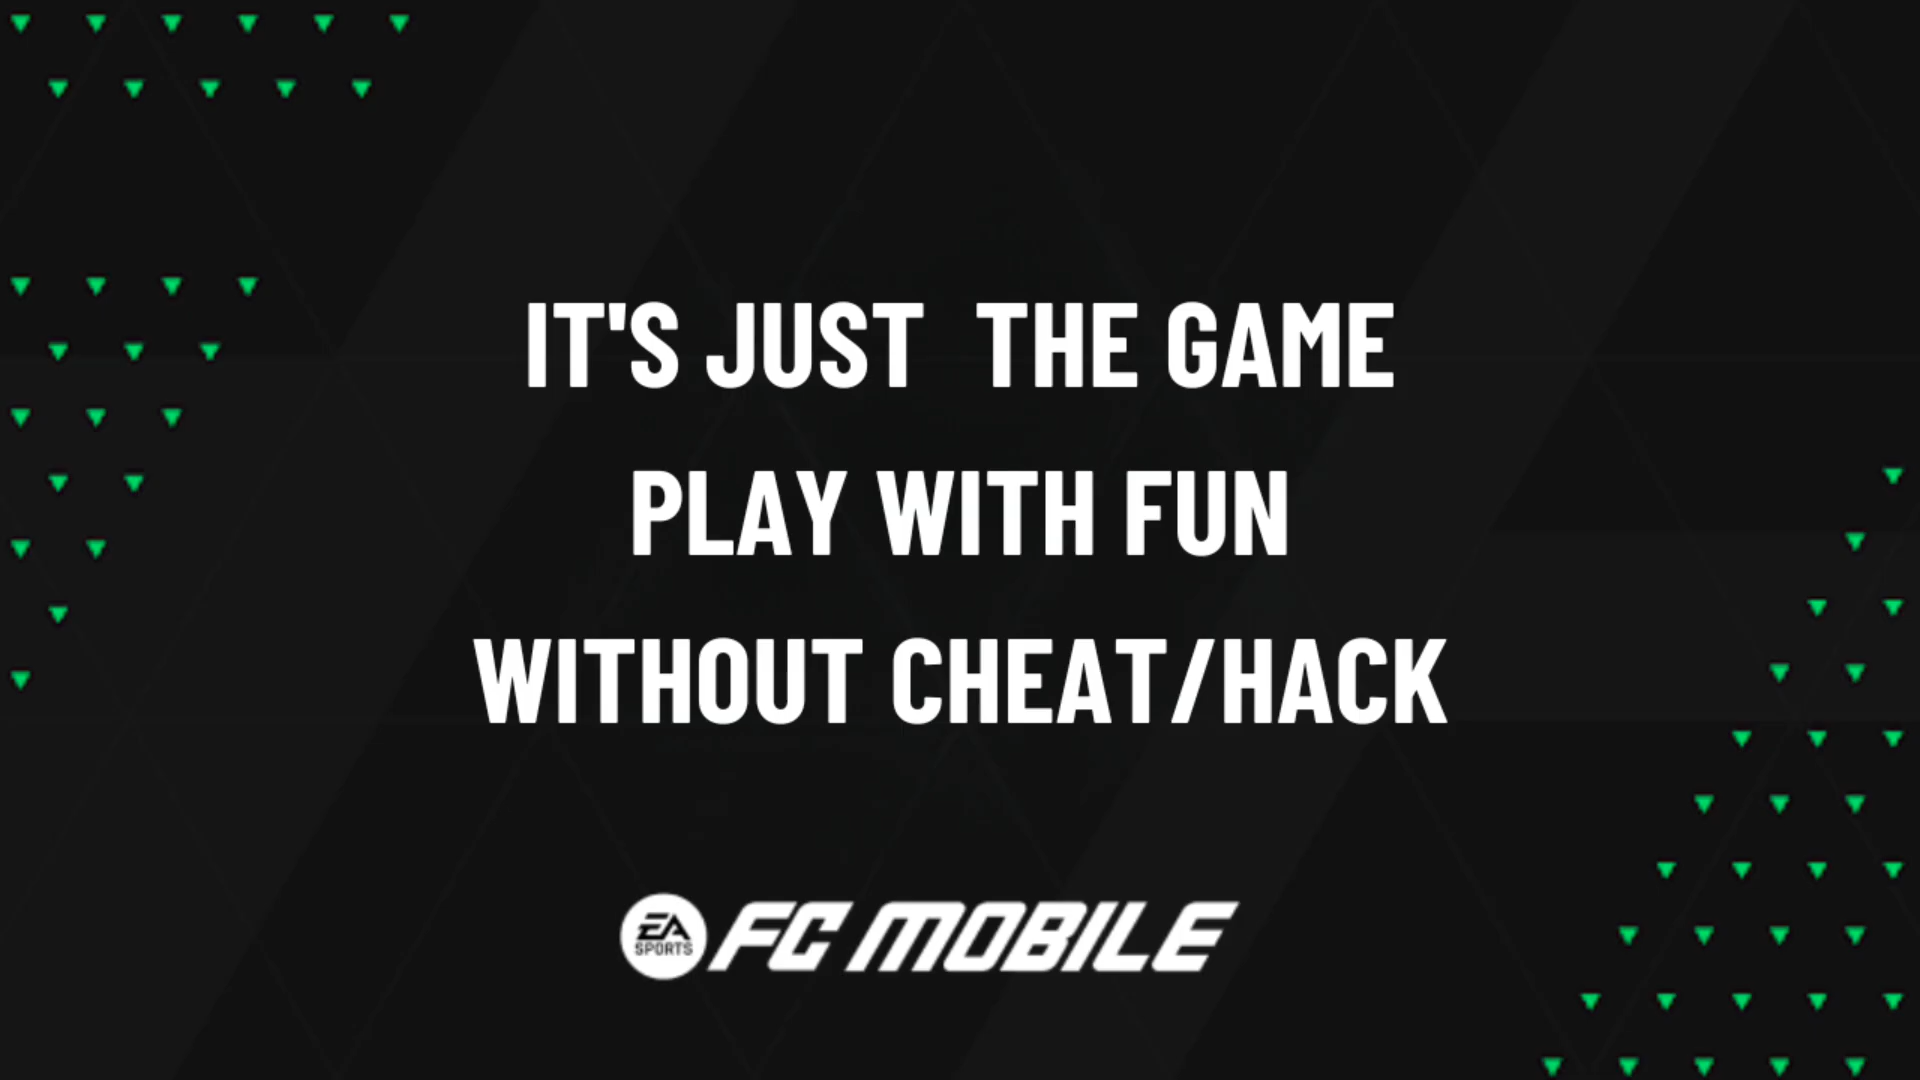 IT'S JUST  THE GAME
PLAY WITH FUN
WITHOUT CHEAT/HACK
EA SPORTS FC MOBILE